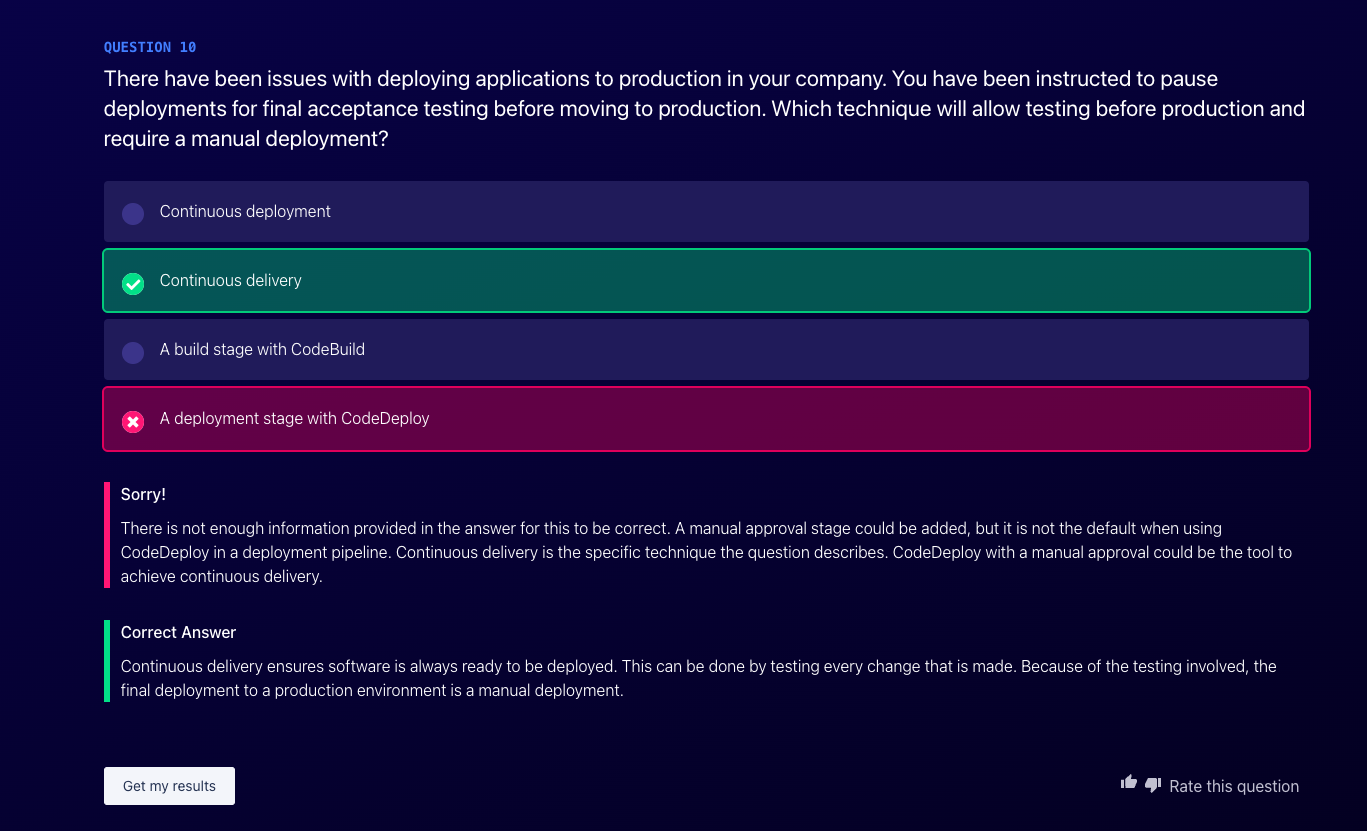 QUESTION 10
There have been issues with deploying applications to production in your company. You have been instructed to pause
deployments for final acceptance testing before moving to production. Which technique will allow testing before production and
require a manual deployment?
Continuous deployment
Continuous delivery
A build stage with CodeBuild
A deployment stage with CodeDeploy
Sorry!
There is not enough information provided in the answer for this to be correct. A manual approval stage could be added, but it is not the default when using
CodeDeploy in a deployment pipeline. Continuous delivery is the specific technique the question describes. CodeDeploy with a manual approval could be the tool to
achieve continuous delivery.
Correct Answer
Continuous delivery ensures software is always ready to be deployed. This can be done by testing every change that is made. Because of the testing involved, the
final deployment to a production environment is a manual deployment.
Get my results
Rate this question